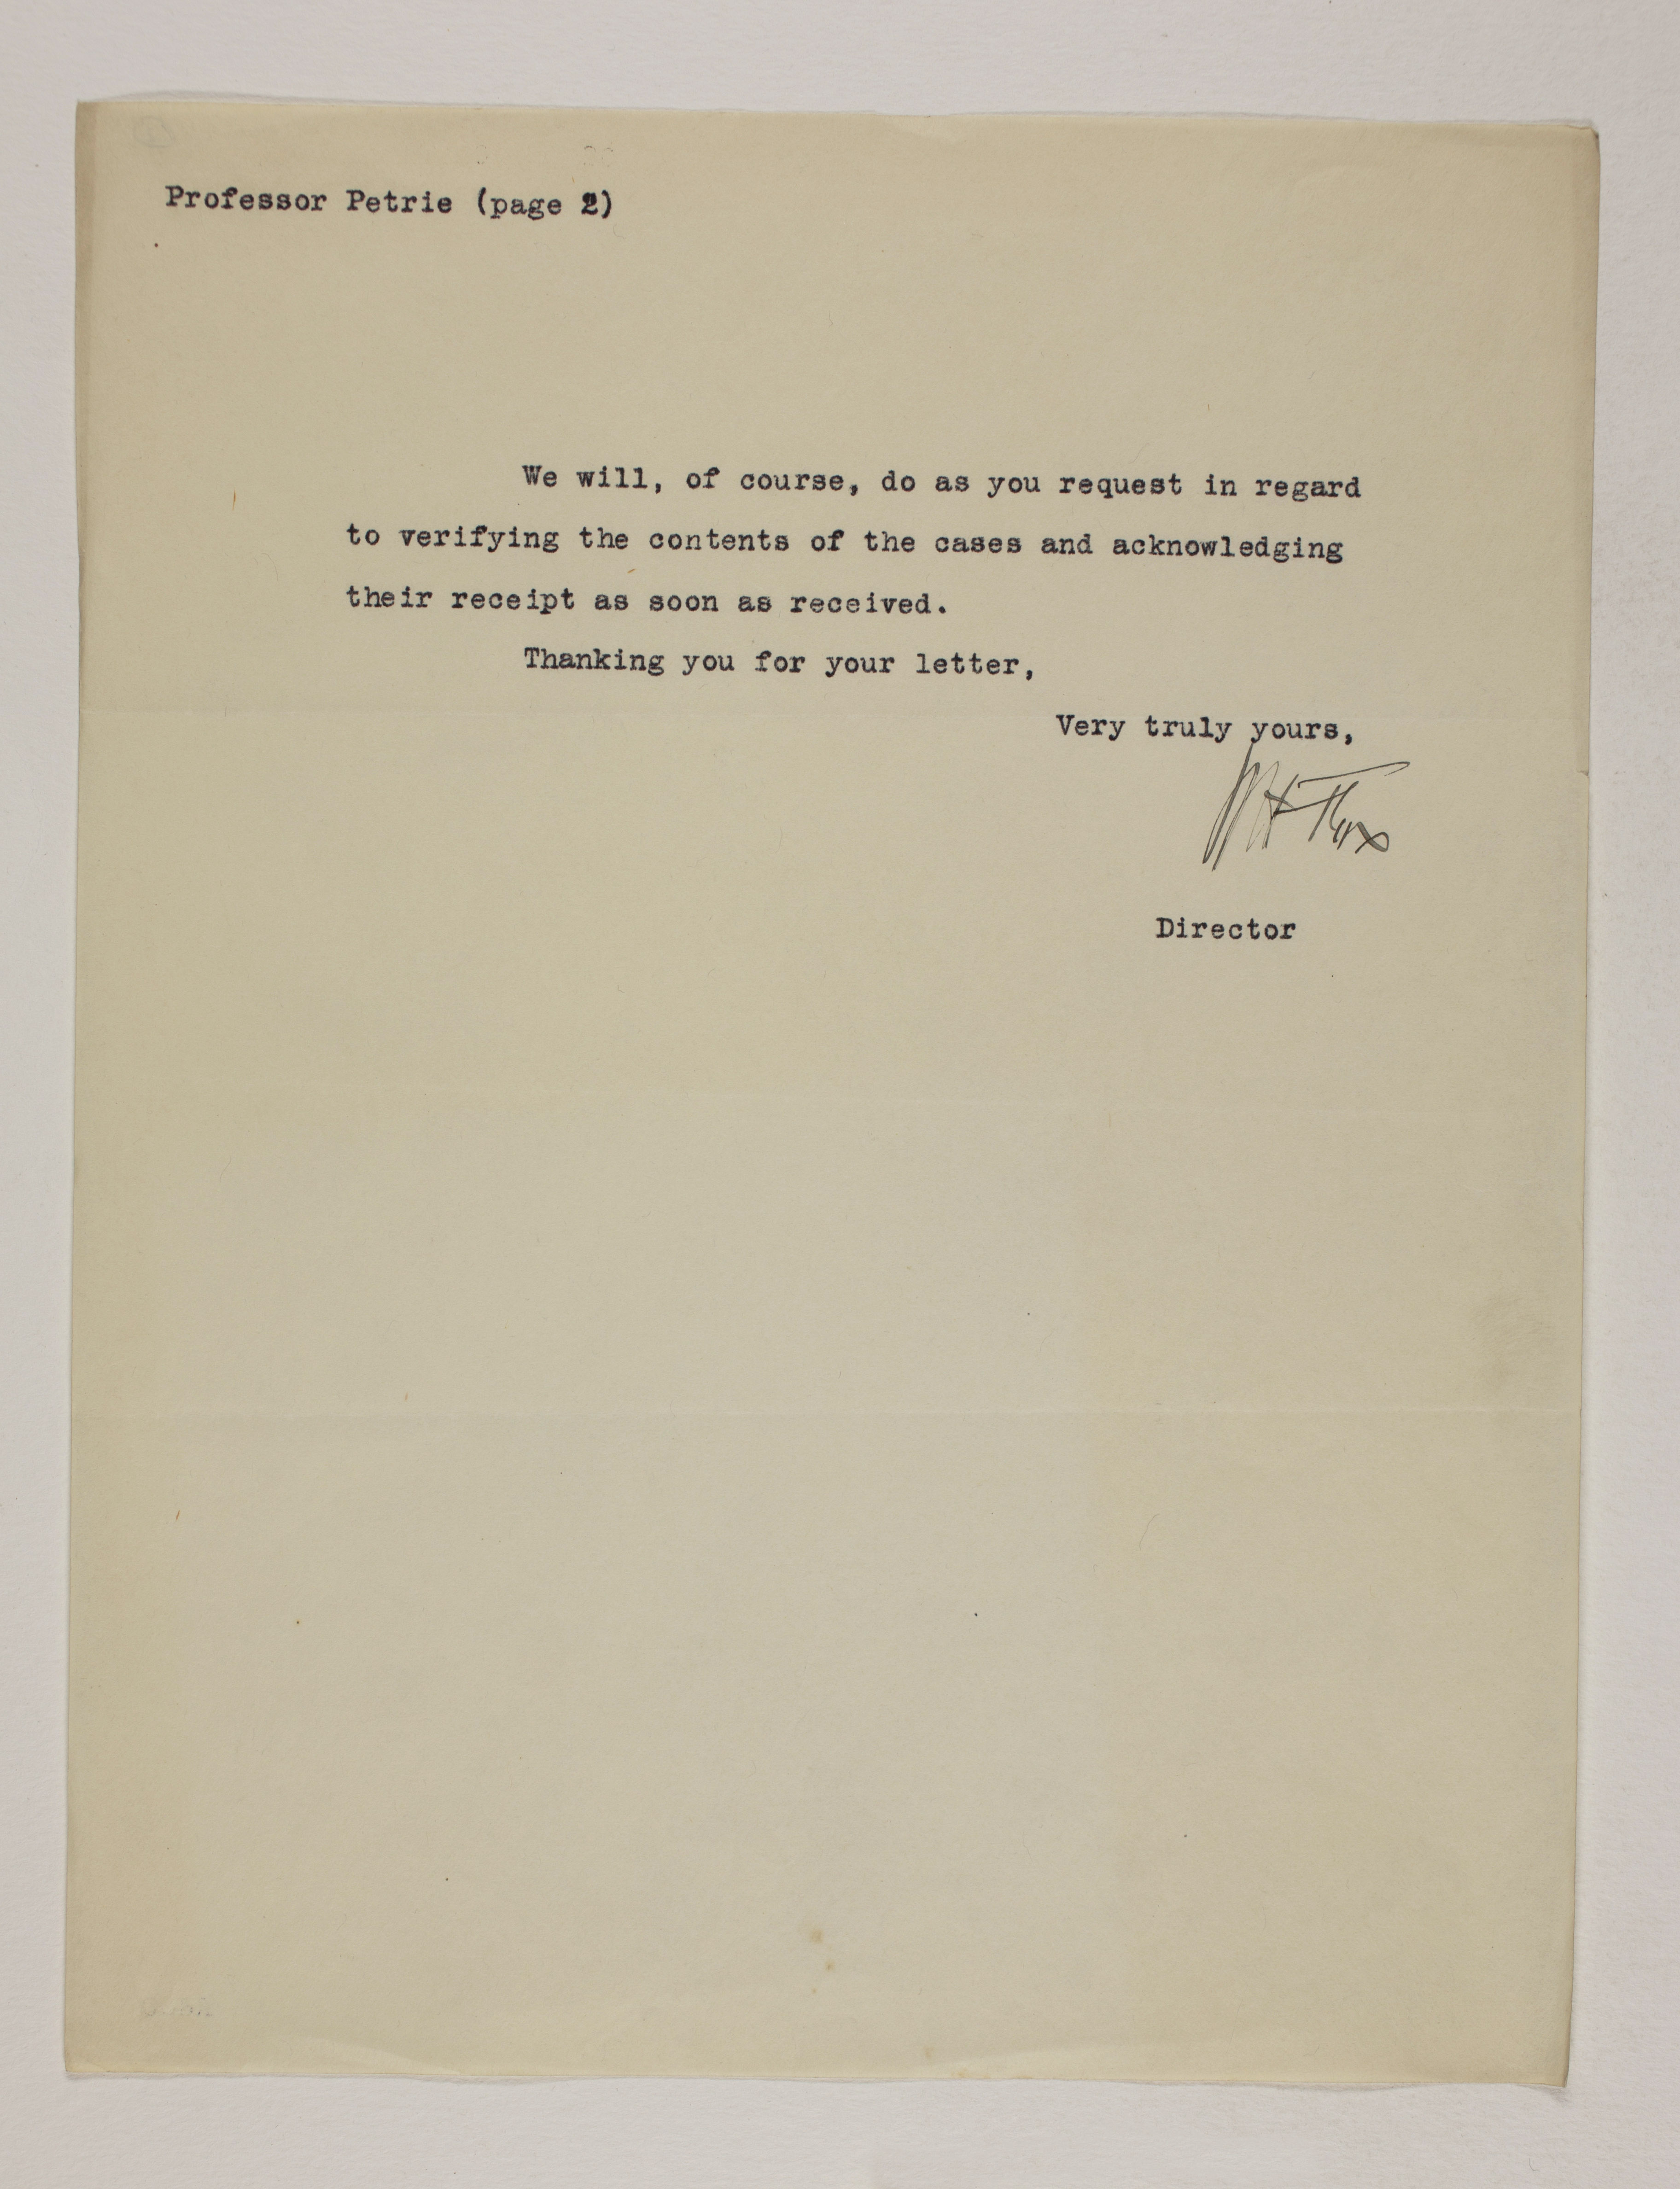 Professor Petrie (page 2)
We will, of course, do as you request in regard
to verifying the contents of the cases and acknowledging
their receipt as soon as received.
Thanking you for your letter,
Very truly yours,
Director